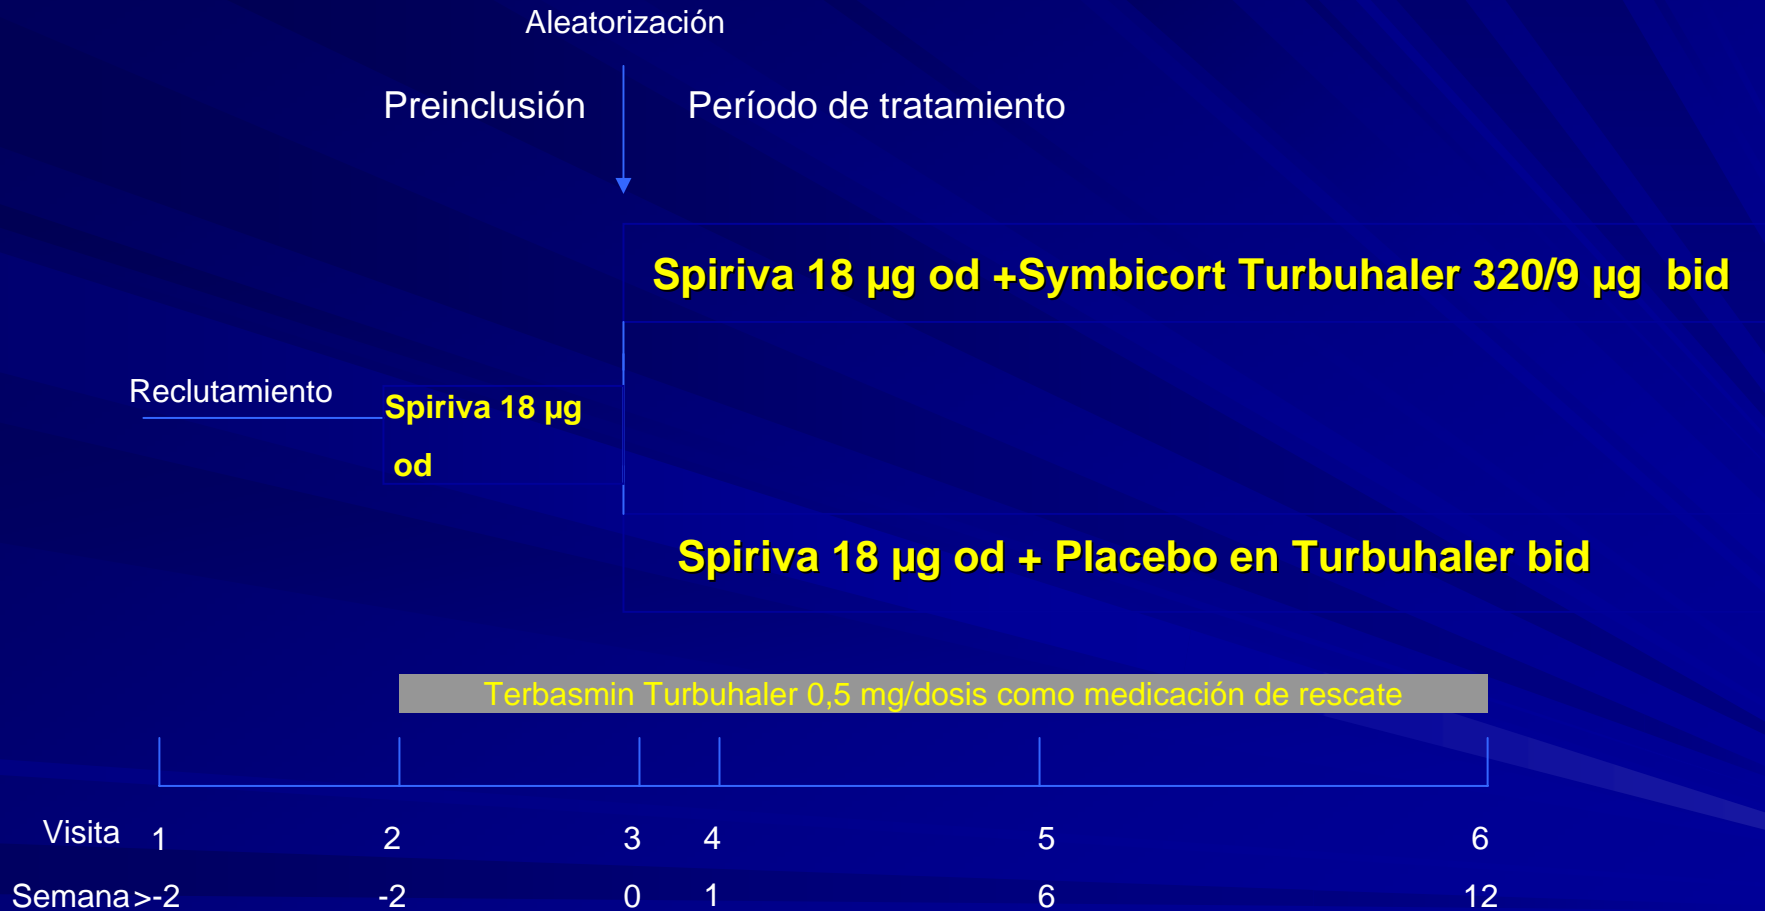 Aleatorización
Preinclusión
Período de tratamiento
Spiriva 18 µg od +Symbicort Turbuhaler 320/9 µg bid
Reclutamiento
Spiriva 18 µg
od
Spiriva 18 µg od + Placebo en Turbuhaler bid
Terbasmin Turbuhaler 0,5 mg/dosis como medicación de rescate
Visita 1 2 3 4 5 6
Semana >-2 -2 0 1 6 12